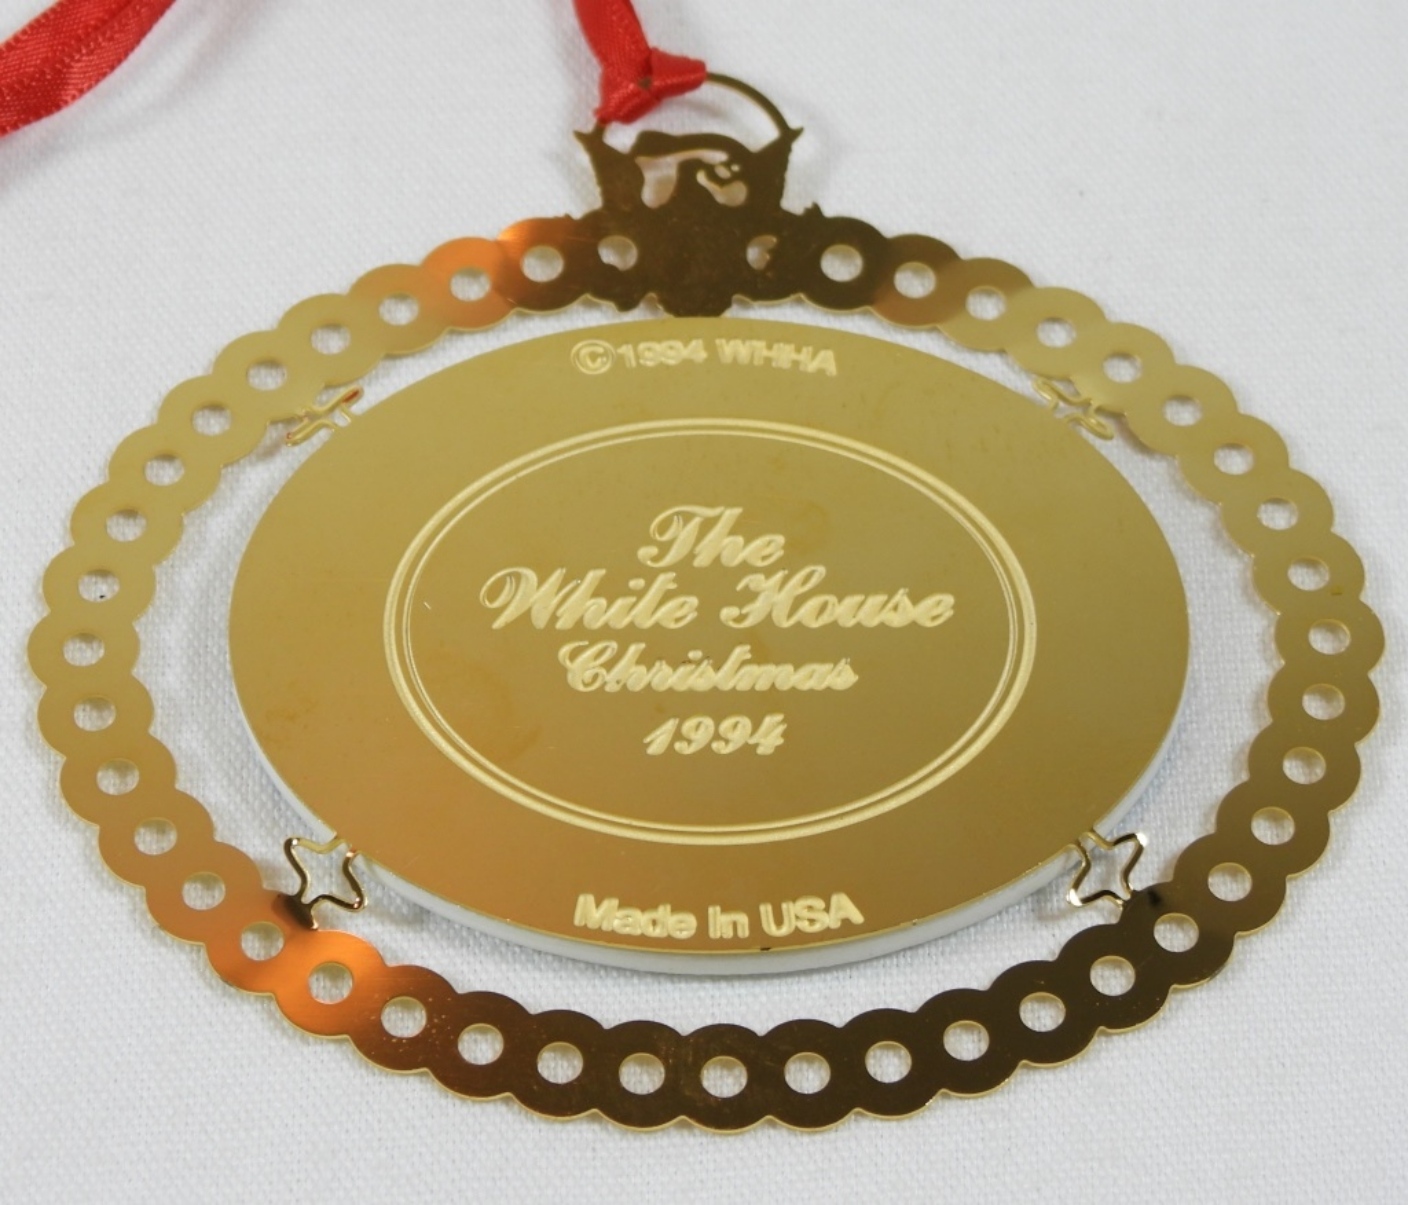 ©1994 WHHA
The
White House
Christmas
1994
Made In USA